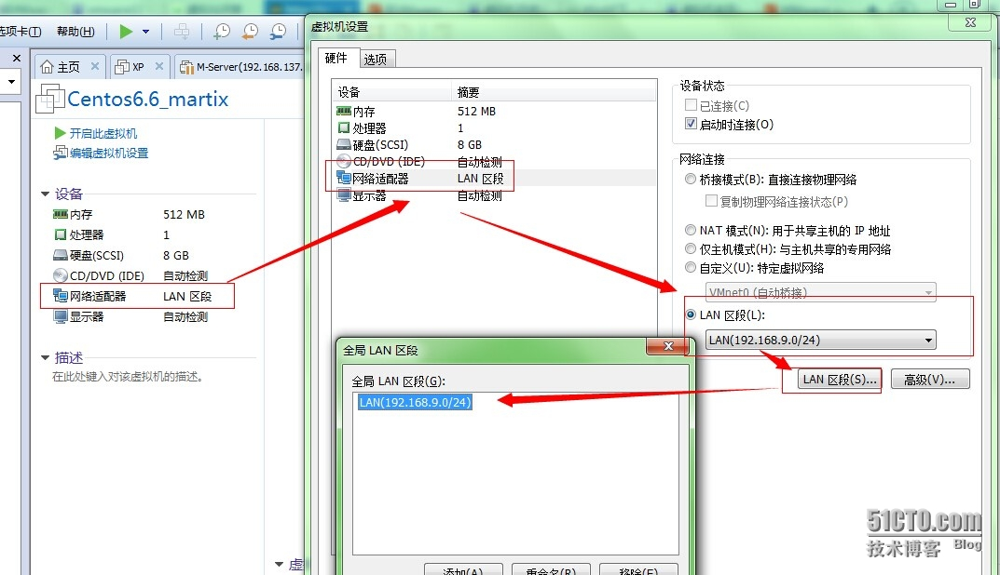 选项卡(T) 帮助(H)
虚拟机设置
主页 XP M-Server(192.168.137.
Centos6.6_martix
开启此虚拟机
编辑虚拟机设置
设备
内存 512 MB
处理器 1
硬盘(SCSI) 8 GB
CD/DVD (IDE) 自动检测
网络适配器 LAN 区段
显示器 自动检测
描述
在此处键入对该虚拟机的描述。
硬件 选项
设备 摘要
内存 512 MB
处理器 1
硬盘(SCSI) 8 GB
CD/DVD (IDE) 自动检测
网络适配器 LAN 区段
显示器 自动检测
设备状态
已连接(C)
启动时连接(O)
网络连接
桥接模式(B): 直接连接物理网络
复制物理网络连接状态(P)
NAT 模式(N): 用于共享主机的 IP 地址
仅主机模式(H): 与主机共享的专用网络
自定义(U): 特定虚拟网络
VMnet0 (自动桥接)
LAN 区段(L):
LAN(192.168.9.0/24)
LAN 区段(S)... 高级(V)...
全局 LAN 区段
全局 LAN 区段(G):
LAN(192.168.9.0/24)
添加(A) 重命名(R) 移除(E)
51CTO.com
技术博客 Blog